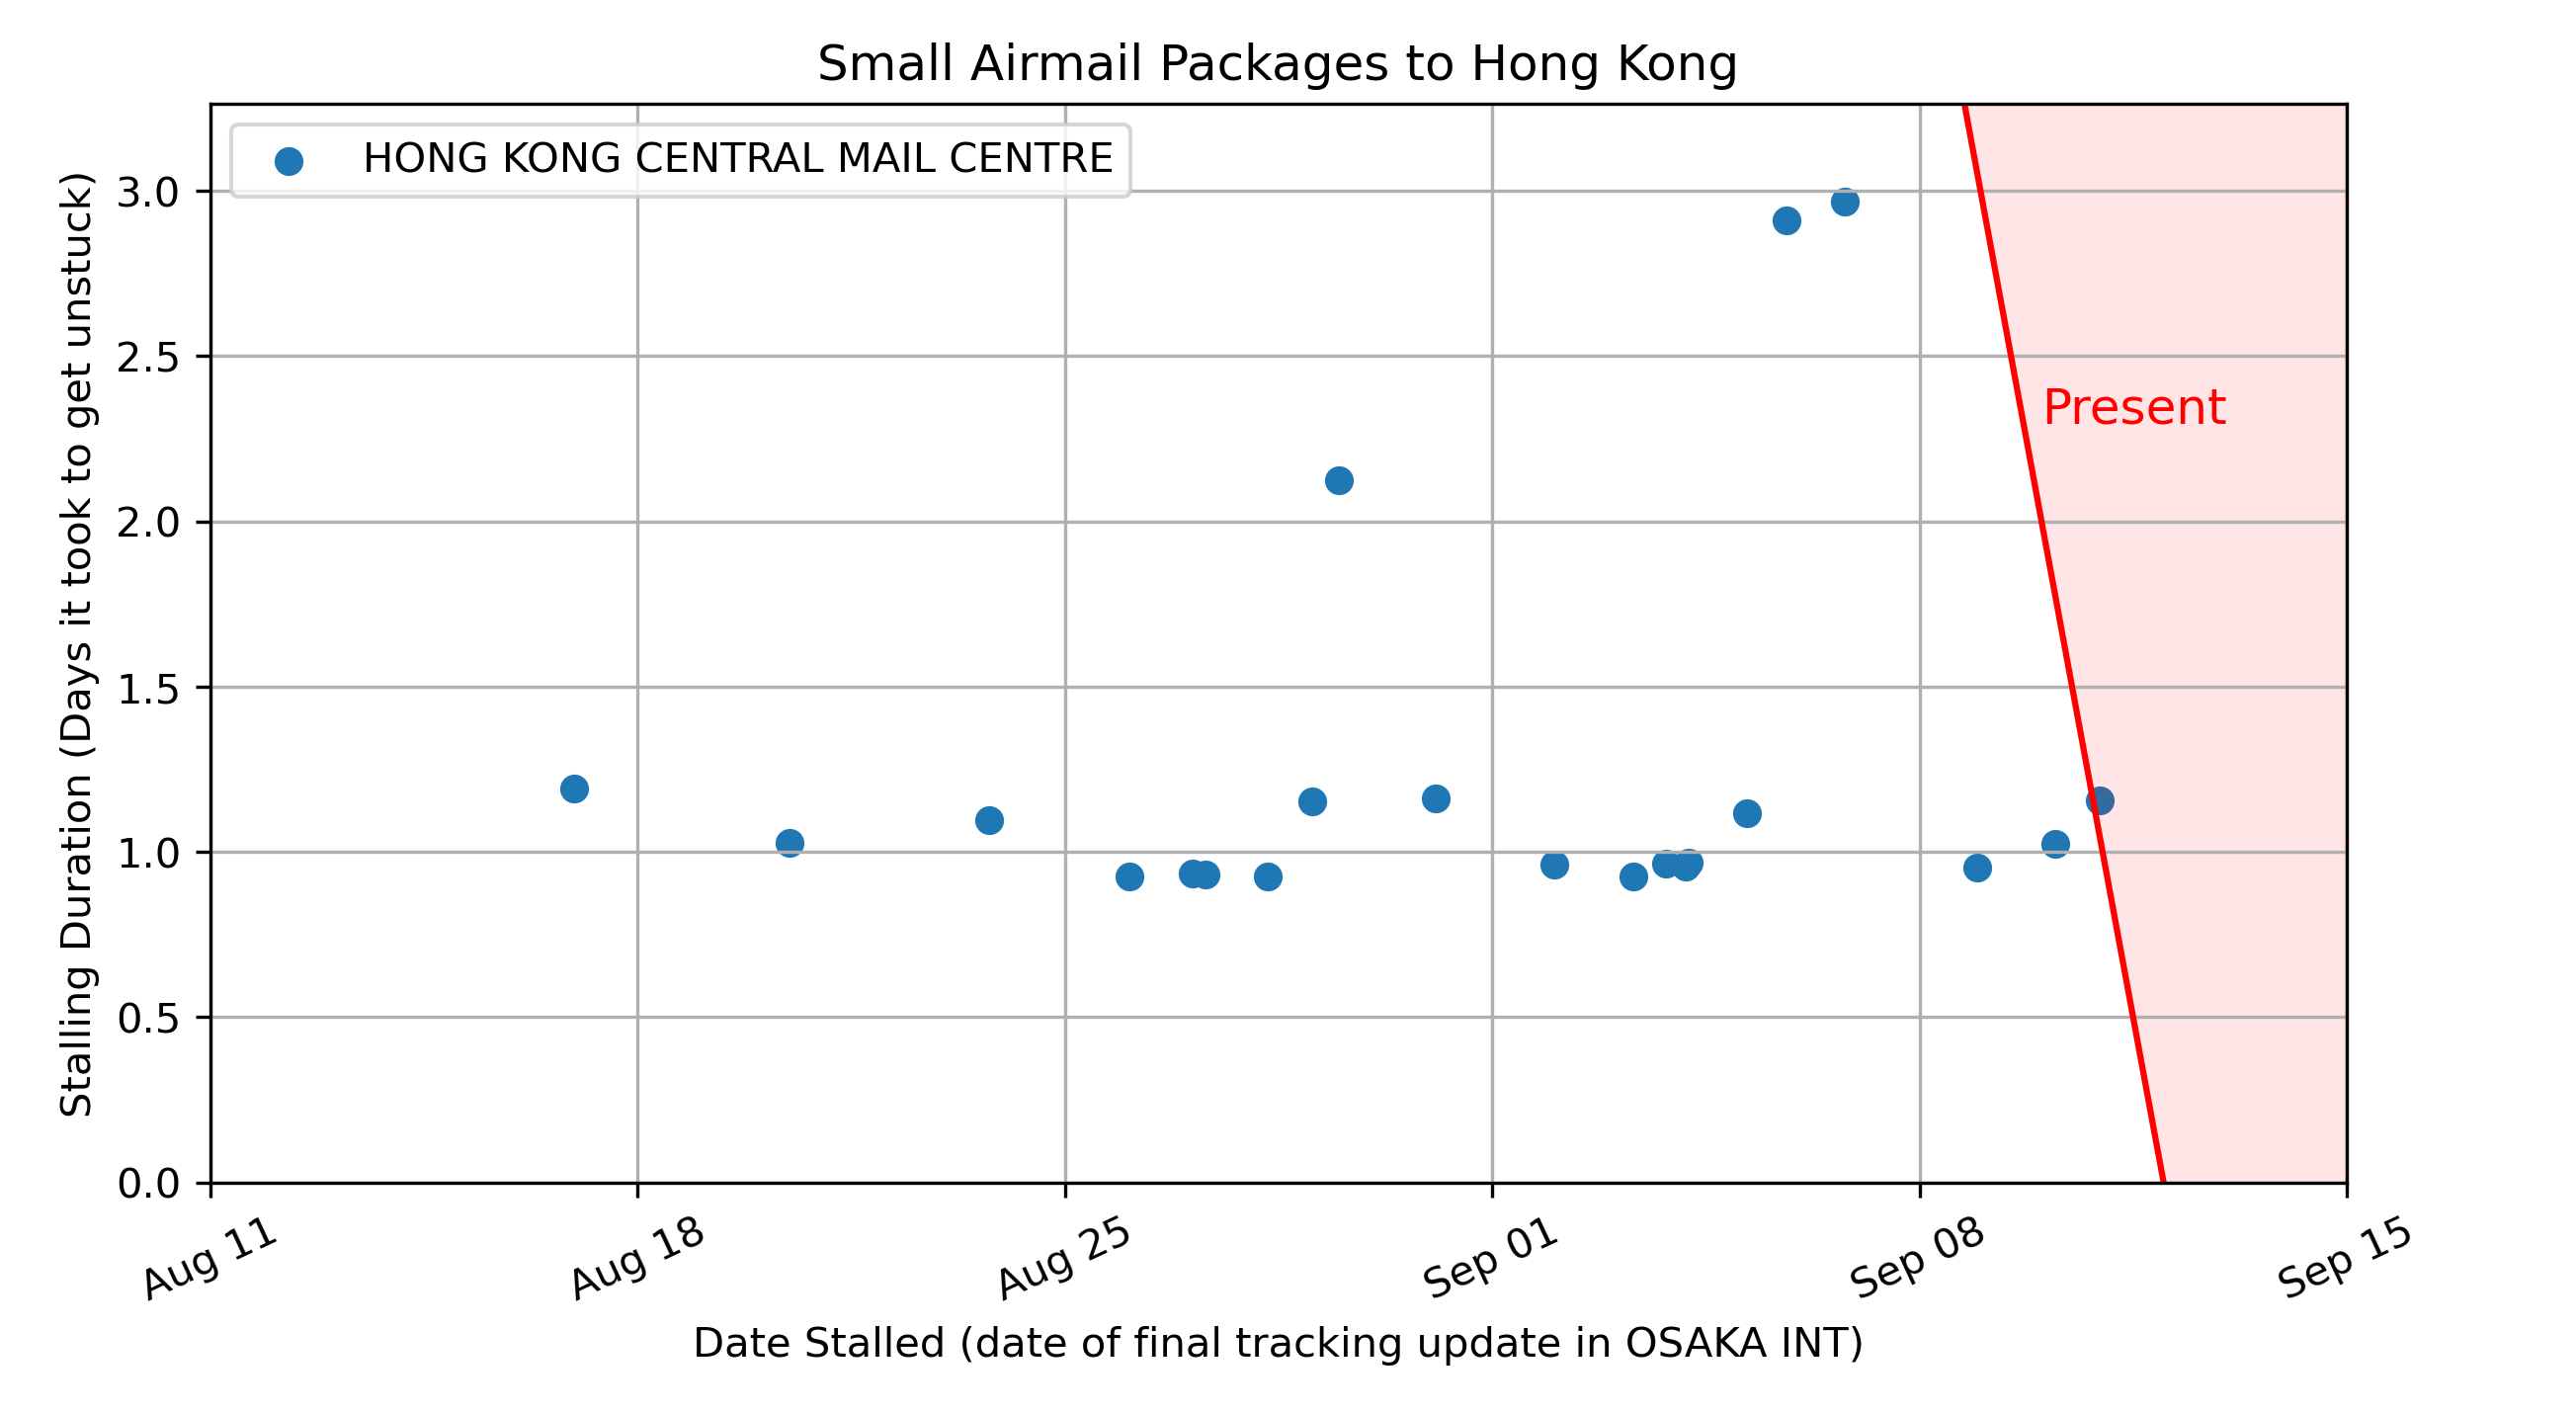 Small Airmail Packages to Hong Kong
HONG KONG CENTRAL MAIL CENTRE
Stalling Duration (Days it took to get unstuck)
3.0
2.5
2.0
1.5
1.0
0.5
0.0
Present
Aug 11
Aug 18
Aug 25
Sep 01
Sep 08
Sep 15
Date Stalled (date of final tracking update in OSAKA INT)